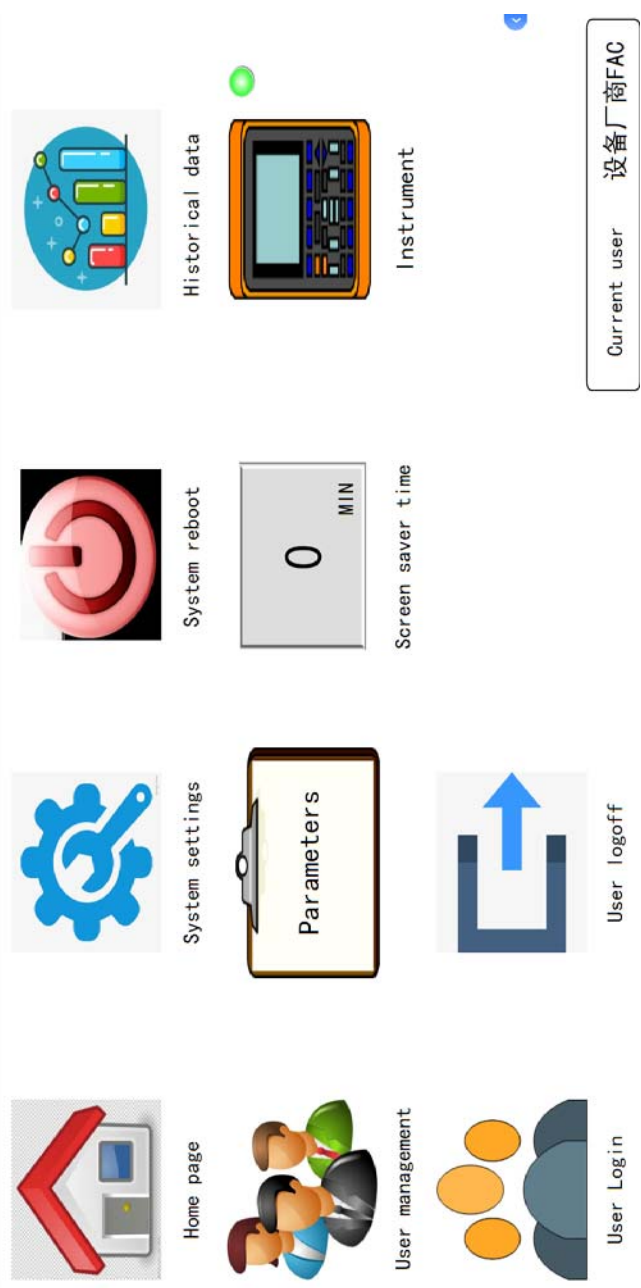 Home page
System settings
System reboot
Historical data
Parameters
0
MIN
User management
Screen saver time
Instrument
User Login
User logoff
Current user 设备厂商FAC